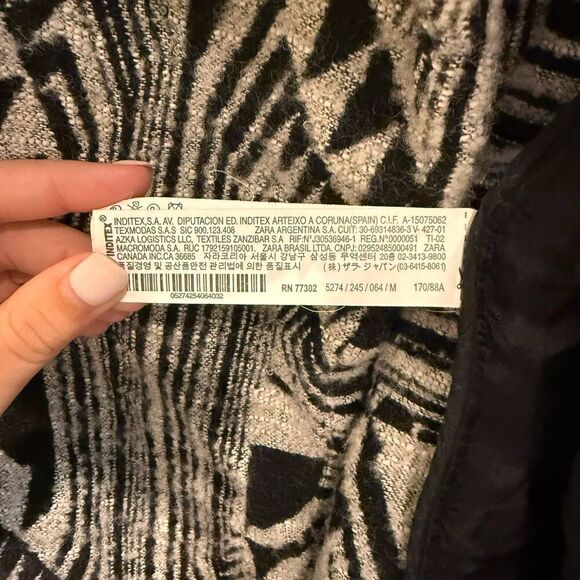 INDITEX®
INDITEX,S.A. AV. DIPUTACION ED. INDITEX ARTEIXO A CORUNA(SPAIN) C.I.F. A-15075062
TEXMODAS S.A.S SIC 900.123.408 ZARA ARGENTINA S.A. CUIT: 30-69314836-3 V- 427-01
AZKA LOGISTICS LLC, TEXTILES ZANZIBAR S.A RIF:NºJ30536946-1 REG.Nº0000051 TI-02
MACROMODA S.A. RUC 1792159105001. ZARA BRASIL LTDA. CNPJ: 02952485000491
CANADA INC.CA 36685 자라코리아 서울시 강남구 삼성동 무역센터 20 02-3413-9800
품질경영 및 공산품안전 관리법에 의한 품질표시 (株) ザラ・ジャパン (03-6415-8061)
05274254064032
RN 77302 5274 / 245 / 064 / M 170/88A